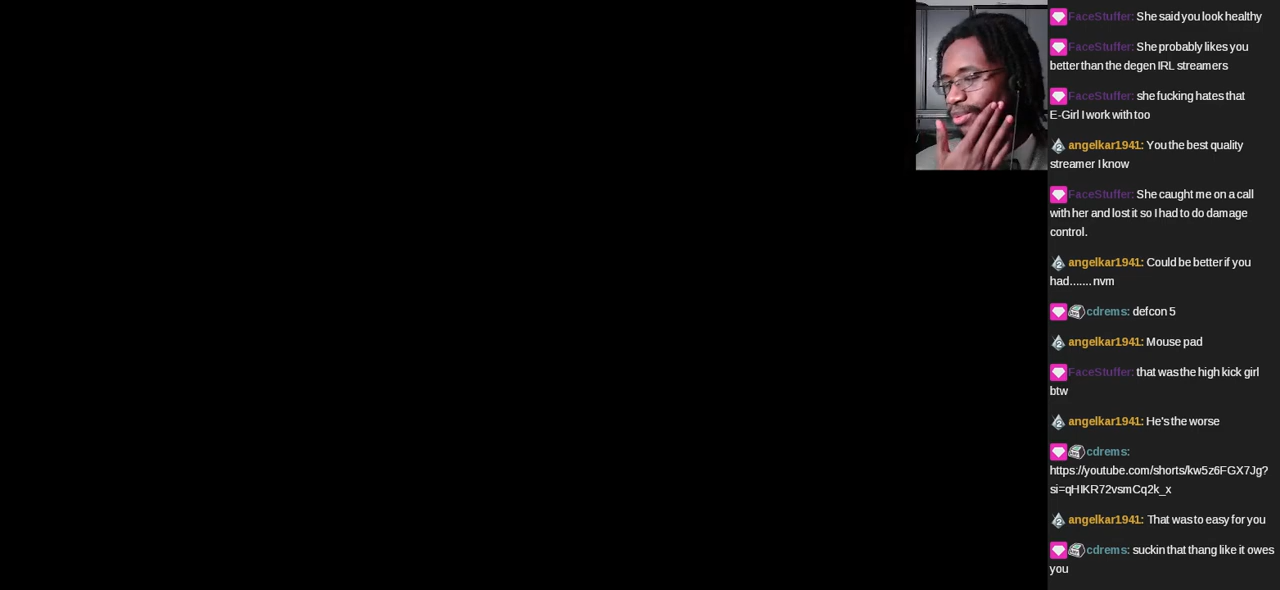 FaceStuffer: She said you look healthy
FaceStuffer: She probably likes you
better than the degen IRL streamers
FaceStuffer: she fucking hates that
E-Girl I work with too
angelkar1941: You the best quality
streamer I know
FaceStuffer: She caught me on a call
with her and lost it so I had to do damage
control.
angelkar1941: Could be better if you
had....... nvm
cdrems: defcon 5
angelkar1941: Mouse pad
FaceStuffer: that was the high kick girl
btw
angelkar1941: He's the worse
cdrems:
https://youtube.com/shorts/kw5z6FGX7Jg?
si=qHIKR72vsmCq2k_x
angelkar1941: That was to easy for you
cdrems: suckin that thang like it owes
you